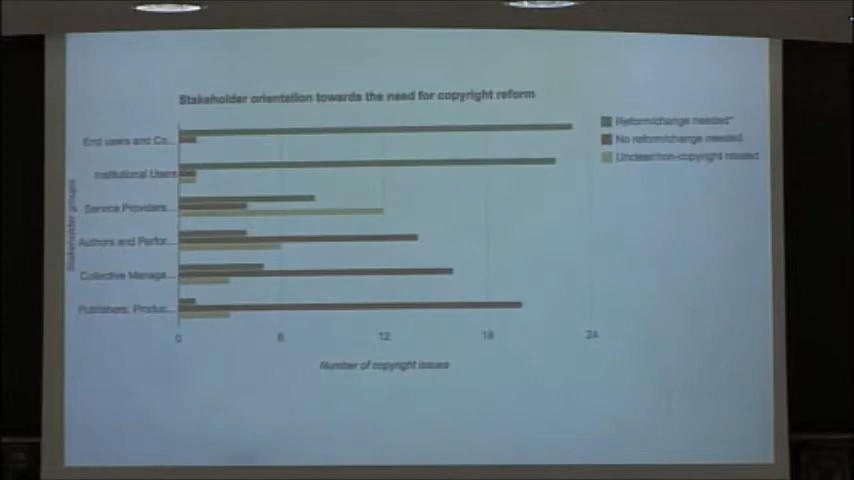 Stakeholder orientation towards the need for copyright reform
Reform/change needed*
No reform/change needed
Unclear/non-copyright issued
End users and Co...
Institutional Users
Service Providers...
Authors and Perfor...
Collective Manage...
Publishers, Produc...
Stakeholder groups
0 6 12 18 24
Number of copyright issues